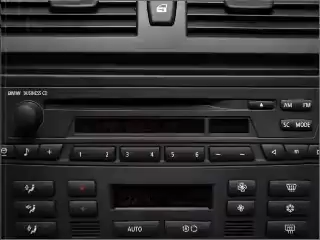 BMW BUSINESS CD
AM FM
SC MODE
1 2 3 4 5 6
AUTO